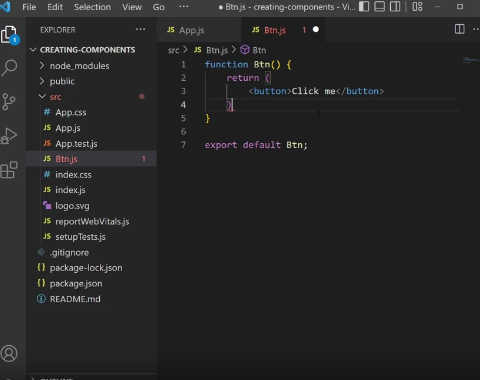 File Edit Selection View Go ··· Btn.js - creating-components - Vi...
EXPLORER ··· JS App.js JS Btn.js 1
CREATING-COMPONENTS
src > JS Btn.js > Btn
node_modules
public
src
# App.css
JS App.js
JS App.test.js
JS Btn.js 1
# index.css
JS index.js
logo.svg
JS reportWebVitals.js
JS setupTests.js
.gitignore
{} package-lock.json
{} package.json
README.md
1 function Btn() {
2 return (
3 <button>Click me</button>
4 )
5 }
6
7 export default Btn;
1